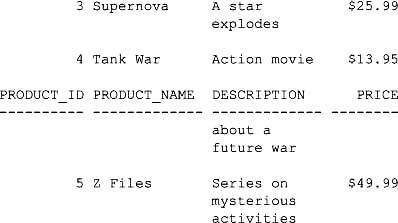 3 Supernova A star $25.99
explodes
4 Tank War Action movie $13.95
PRODUCT_ID PRODUCT_NAME DESCRIPTION PRICE
---------- ------------- ------------- ----------
about a
future war
5 Z Files Series on $49.99
mysterious
activities